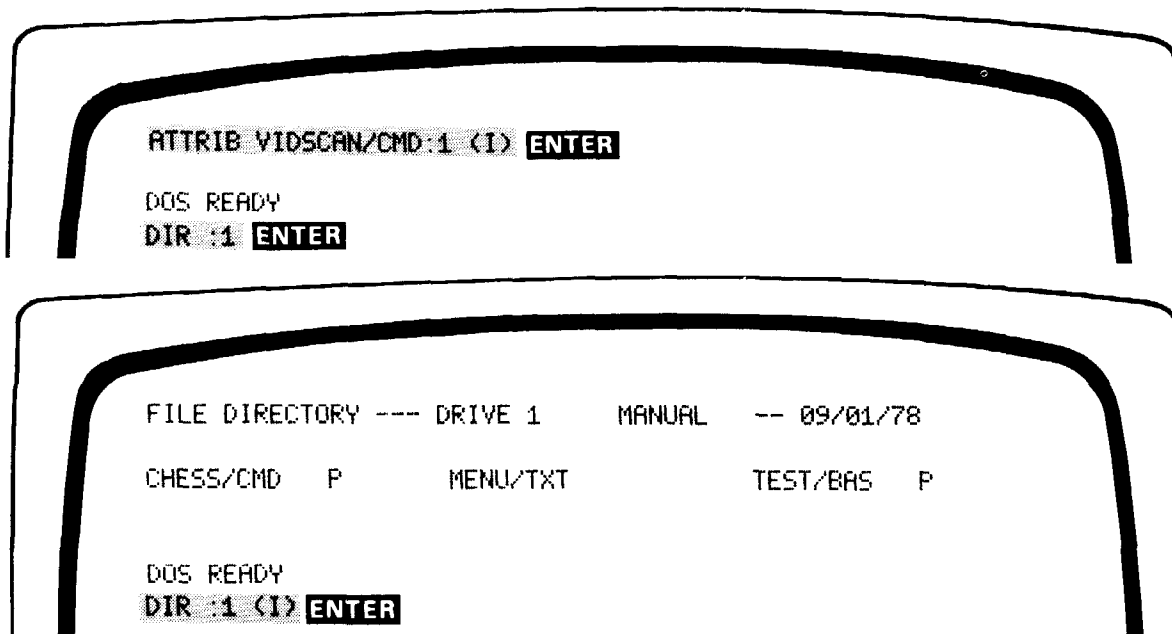 ATTRIB VIDSCAN/CMD:1 (I) ENTER
DOS READY
DIR :1 ENTER
FILE DIRECTORY --- DRIVE 1 MANUAL -- 09/01/78
CHESS/CMD P MENU/TXT TEST/BAS P
DOS READY
DIR :1 (I) ENTER